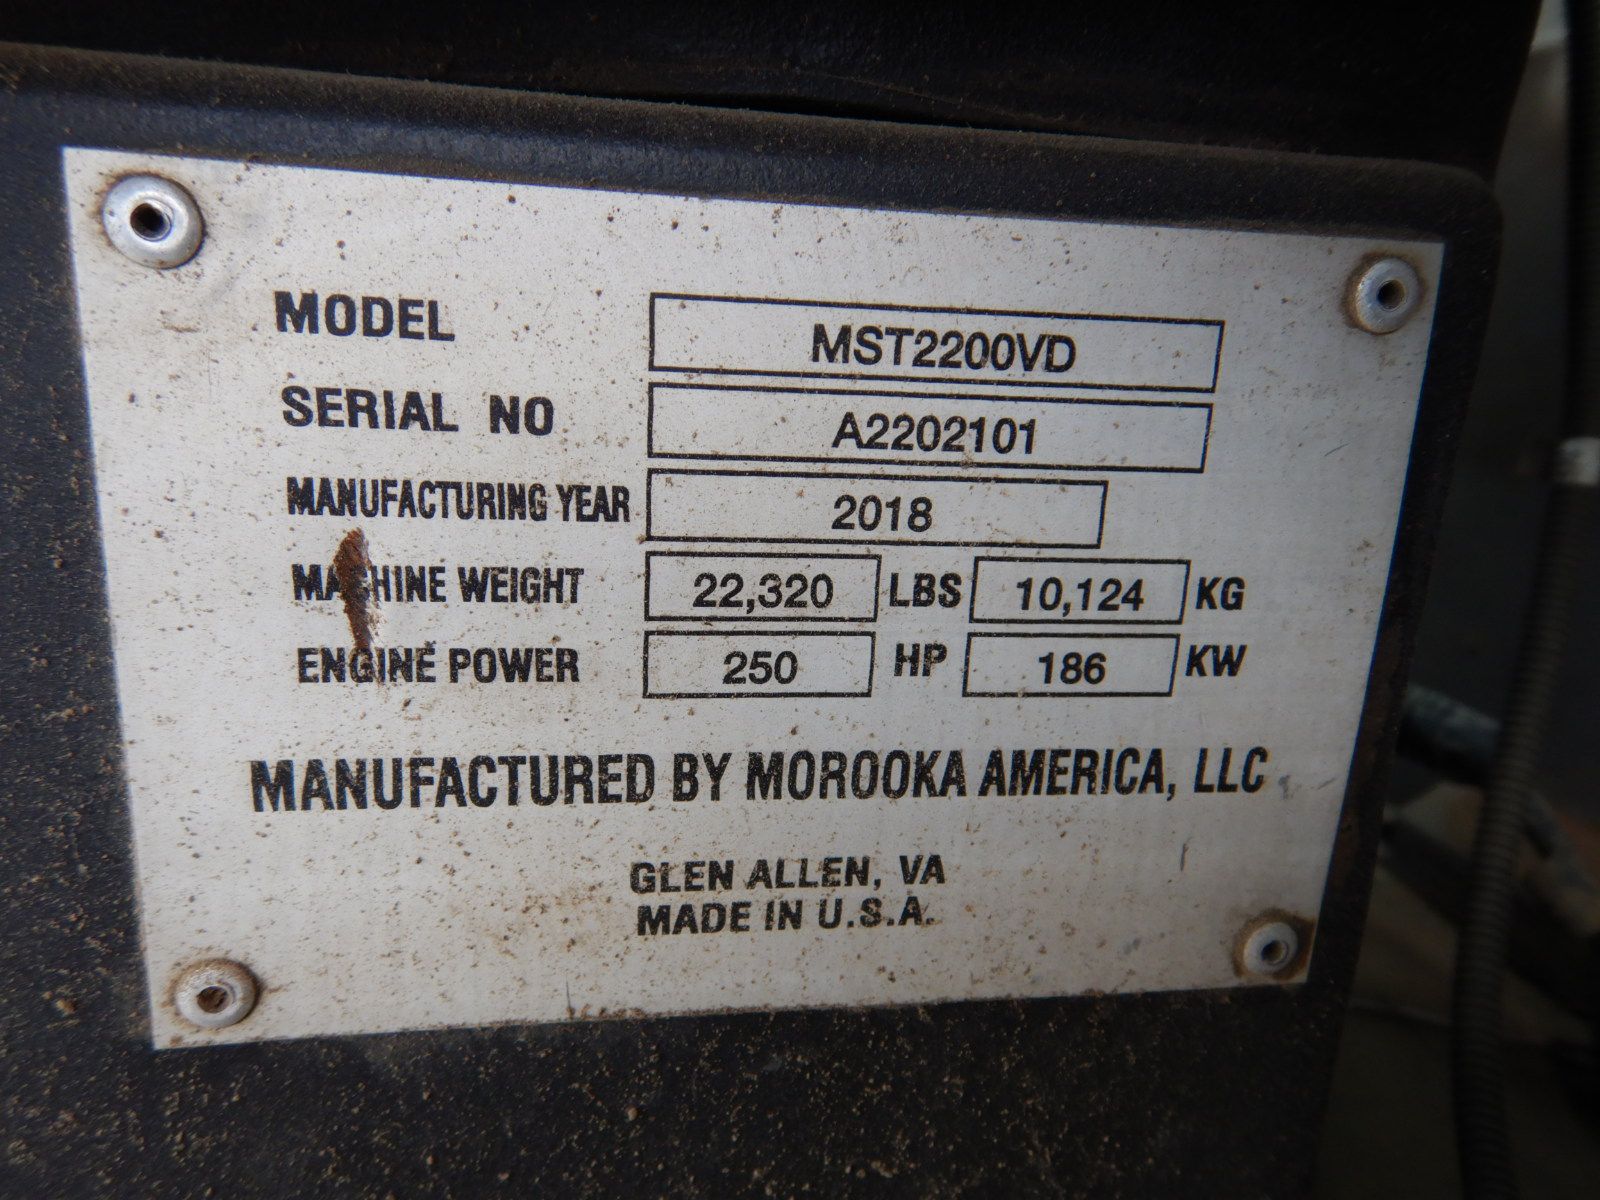 MODEL MST2200VD
SERIAL NO A2202101
MANUFACTURING YEAR 2018
MACHINE WEIGHT 22,320 LBS 10,124 KG
ENGINE POWER 250 HP 186 KW
MANUFACTURED BY MOROOKA AMERICA, LLC
GLEN ALLEN, VA
MADE IN U.S.A.